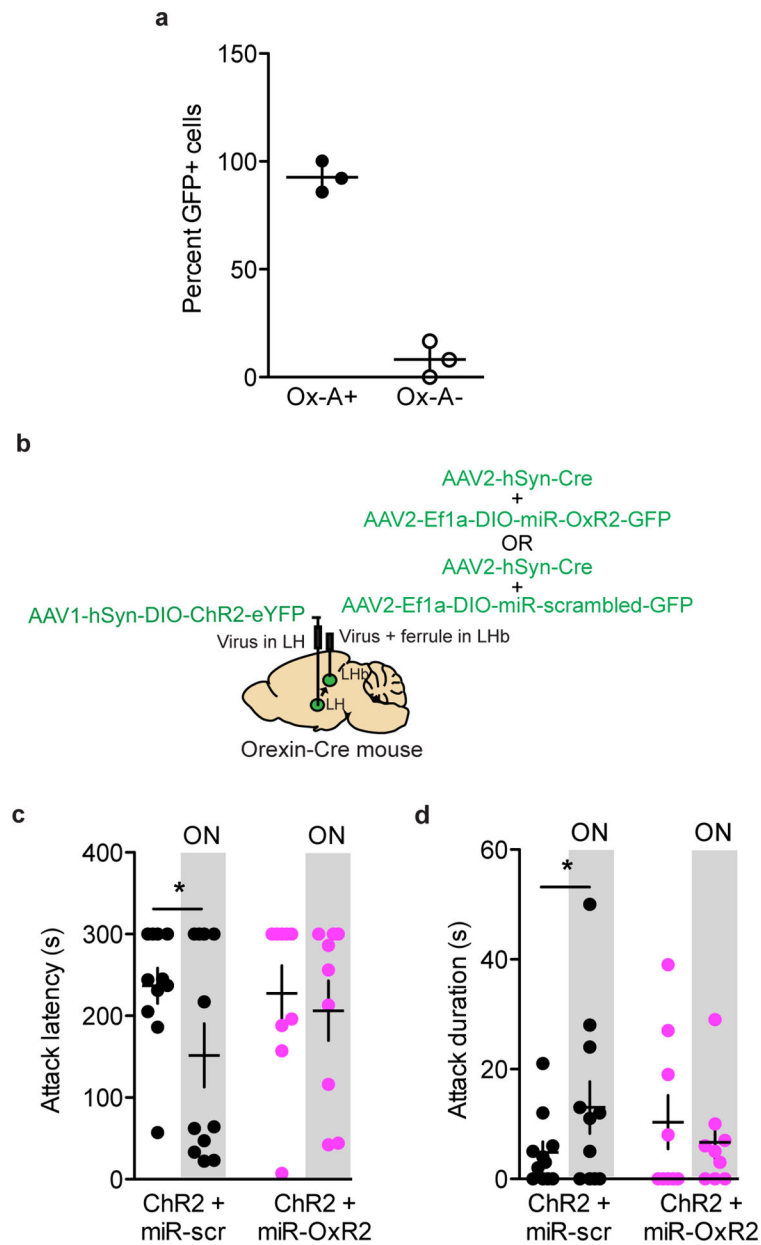 a
150
100
50
0
Percent GFP+ cells
Ox-A+ Ox-A-
b
AAV2-hSyn-Cre
+
AAV2-Ef1a-DIO-miR-OxR2-GFP
OR
AAV2-hSyn-Cre
+
AAV2-Ef1a-DIO-miR-scrambled-GFP
AAV1-hSyn-DIO-ChR2-eYFP
Virus in LH
Virus + ferrule in LHb
LHb
LH
Orexin-Cre mouse
c
ON ON
400
300
200
100
0
Attack latency (s)
*
ChR2 + ChR2 +
miR-scr miR-OxR2
d
ON ON
60
40
20
0
Attack duration (s)
*
ChR2 + ChR2 +
miR-scr miR-OxR2